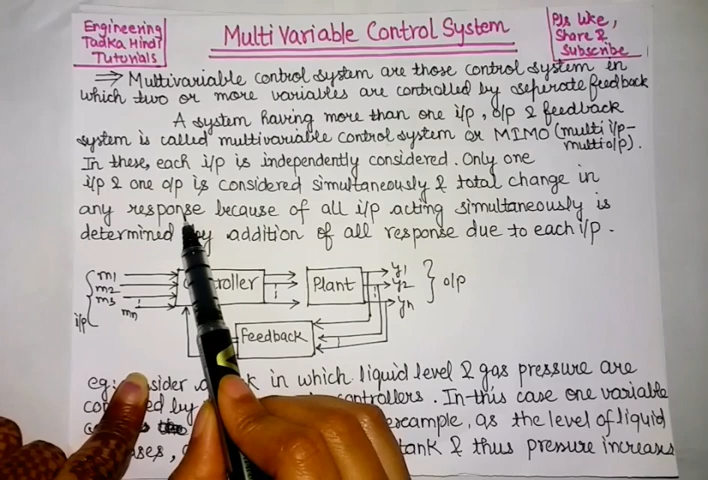 Engineering
Tadka Hindi
Tutorials
Multi Variable Control System
Pls like,
Share &
Subscribe
⇒ Multivariable control system are those control system in
which two or more variables are controlled by seperate feedback
A system having more than one i/p, o/p & feedback
system is called multivariable control system or MIMO (multi i/p-
multi o/p).
In these, each i/p is independently considered. Only one
i/p & one o/p is considered simultaneously & total change in
any response because of all i/p acting simultaneously is
determined by addition of all response due to each i/p.
i/p
m1
m2
m3
mn
Plant
y1
y2
yn
o/p
Feedback
eg: in which liquid level & gas pressure are
by controllers. In this case one variable
example, as the level of liquid
tank & thus pressure increases